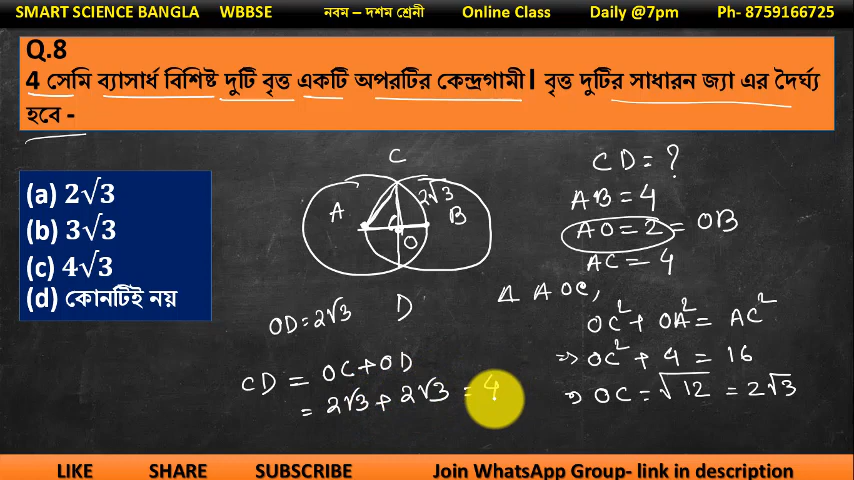 SMART SCIENCE BANGLA WBBSE নবম – দশম শ্রেনী Online Class Daily @7pm Ph- 8759166725
Q.8
4 সেমি ব্যাসার্ধ বিশিষ্ট দুটি বৃত্ত একটি অপরটির কেন্দ্রগামী। বৃত্ত দুটির সাধারন জ্যা এর দৈর্ঘ্য
হবে -
(a) 2√3
(b) 3√3
(c) 4√3
(d) কোনটিই নয়
C
A
2√3
B
O
D
CD = ?
AB = 4
AO = 2 = OB
AC = 4
Δ AOC,
OC² + OA² = AC²
⇒ OC² + 4 = 16
⇒ OC = √12 = 2√3
OD = 2√3
CD = OC + OD
= 2√3 + 2√3 = 4
LIKE SHARE SUBSCRIBE Join WhatsApp Group- link in description